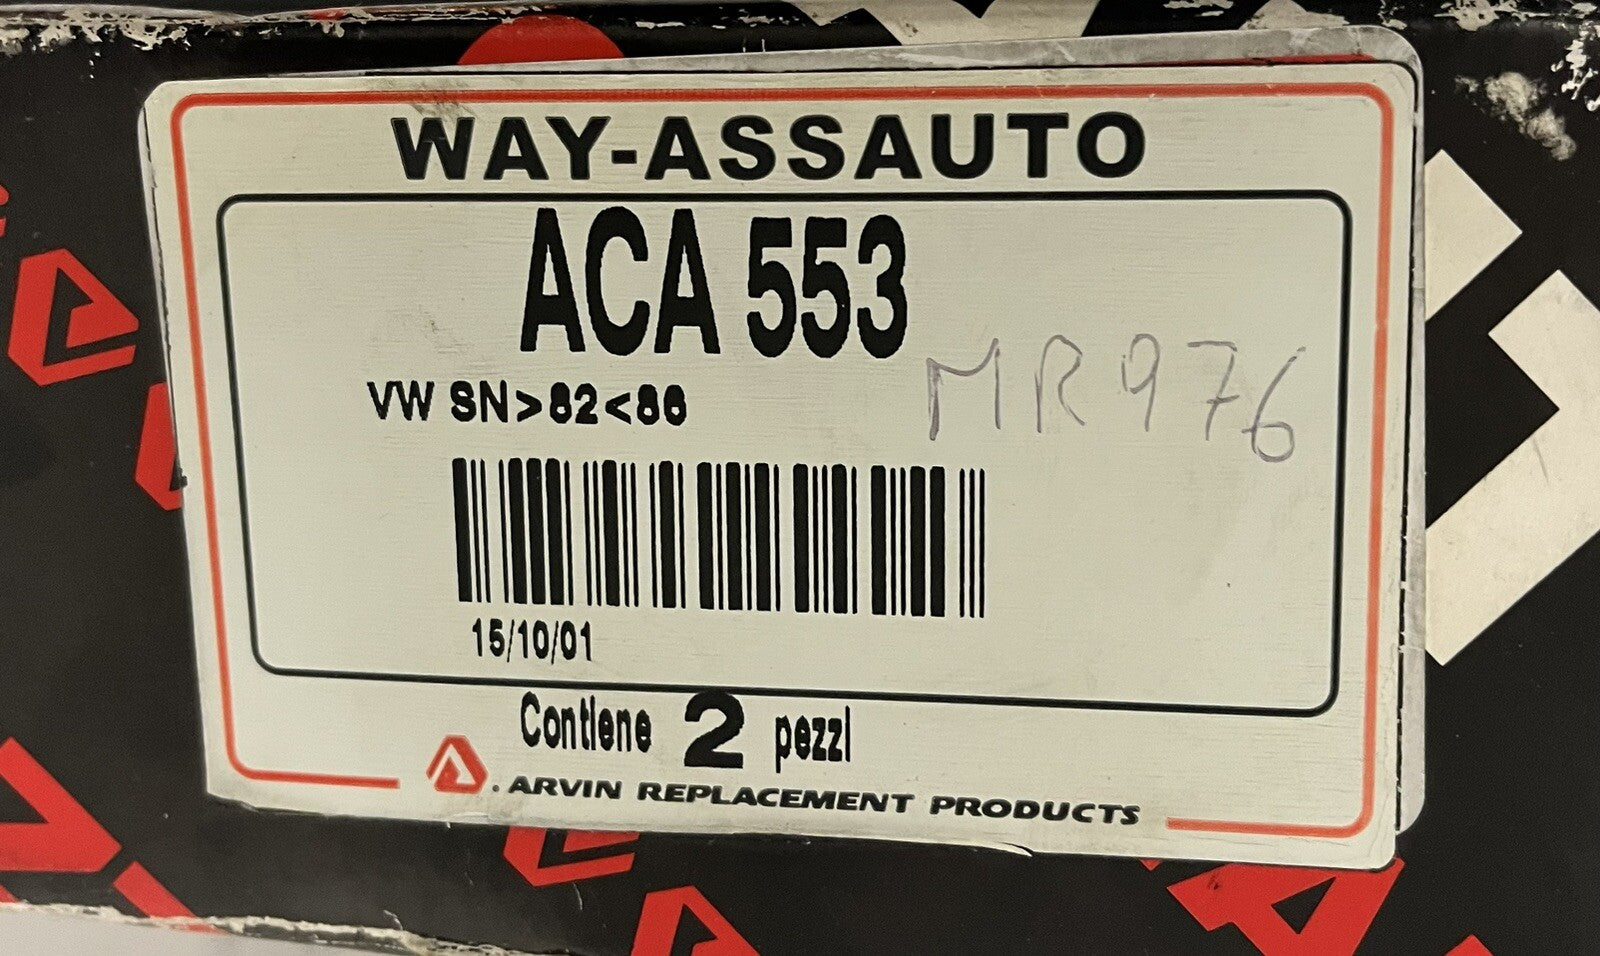 WAY-ASSAUTO
ACA 553
MR976
VW SN>82<86
15/10/01
Contiene 2 pezzi
. ARVIN REPLACEMENT PRODUCTS